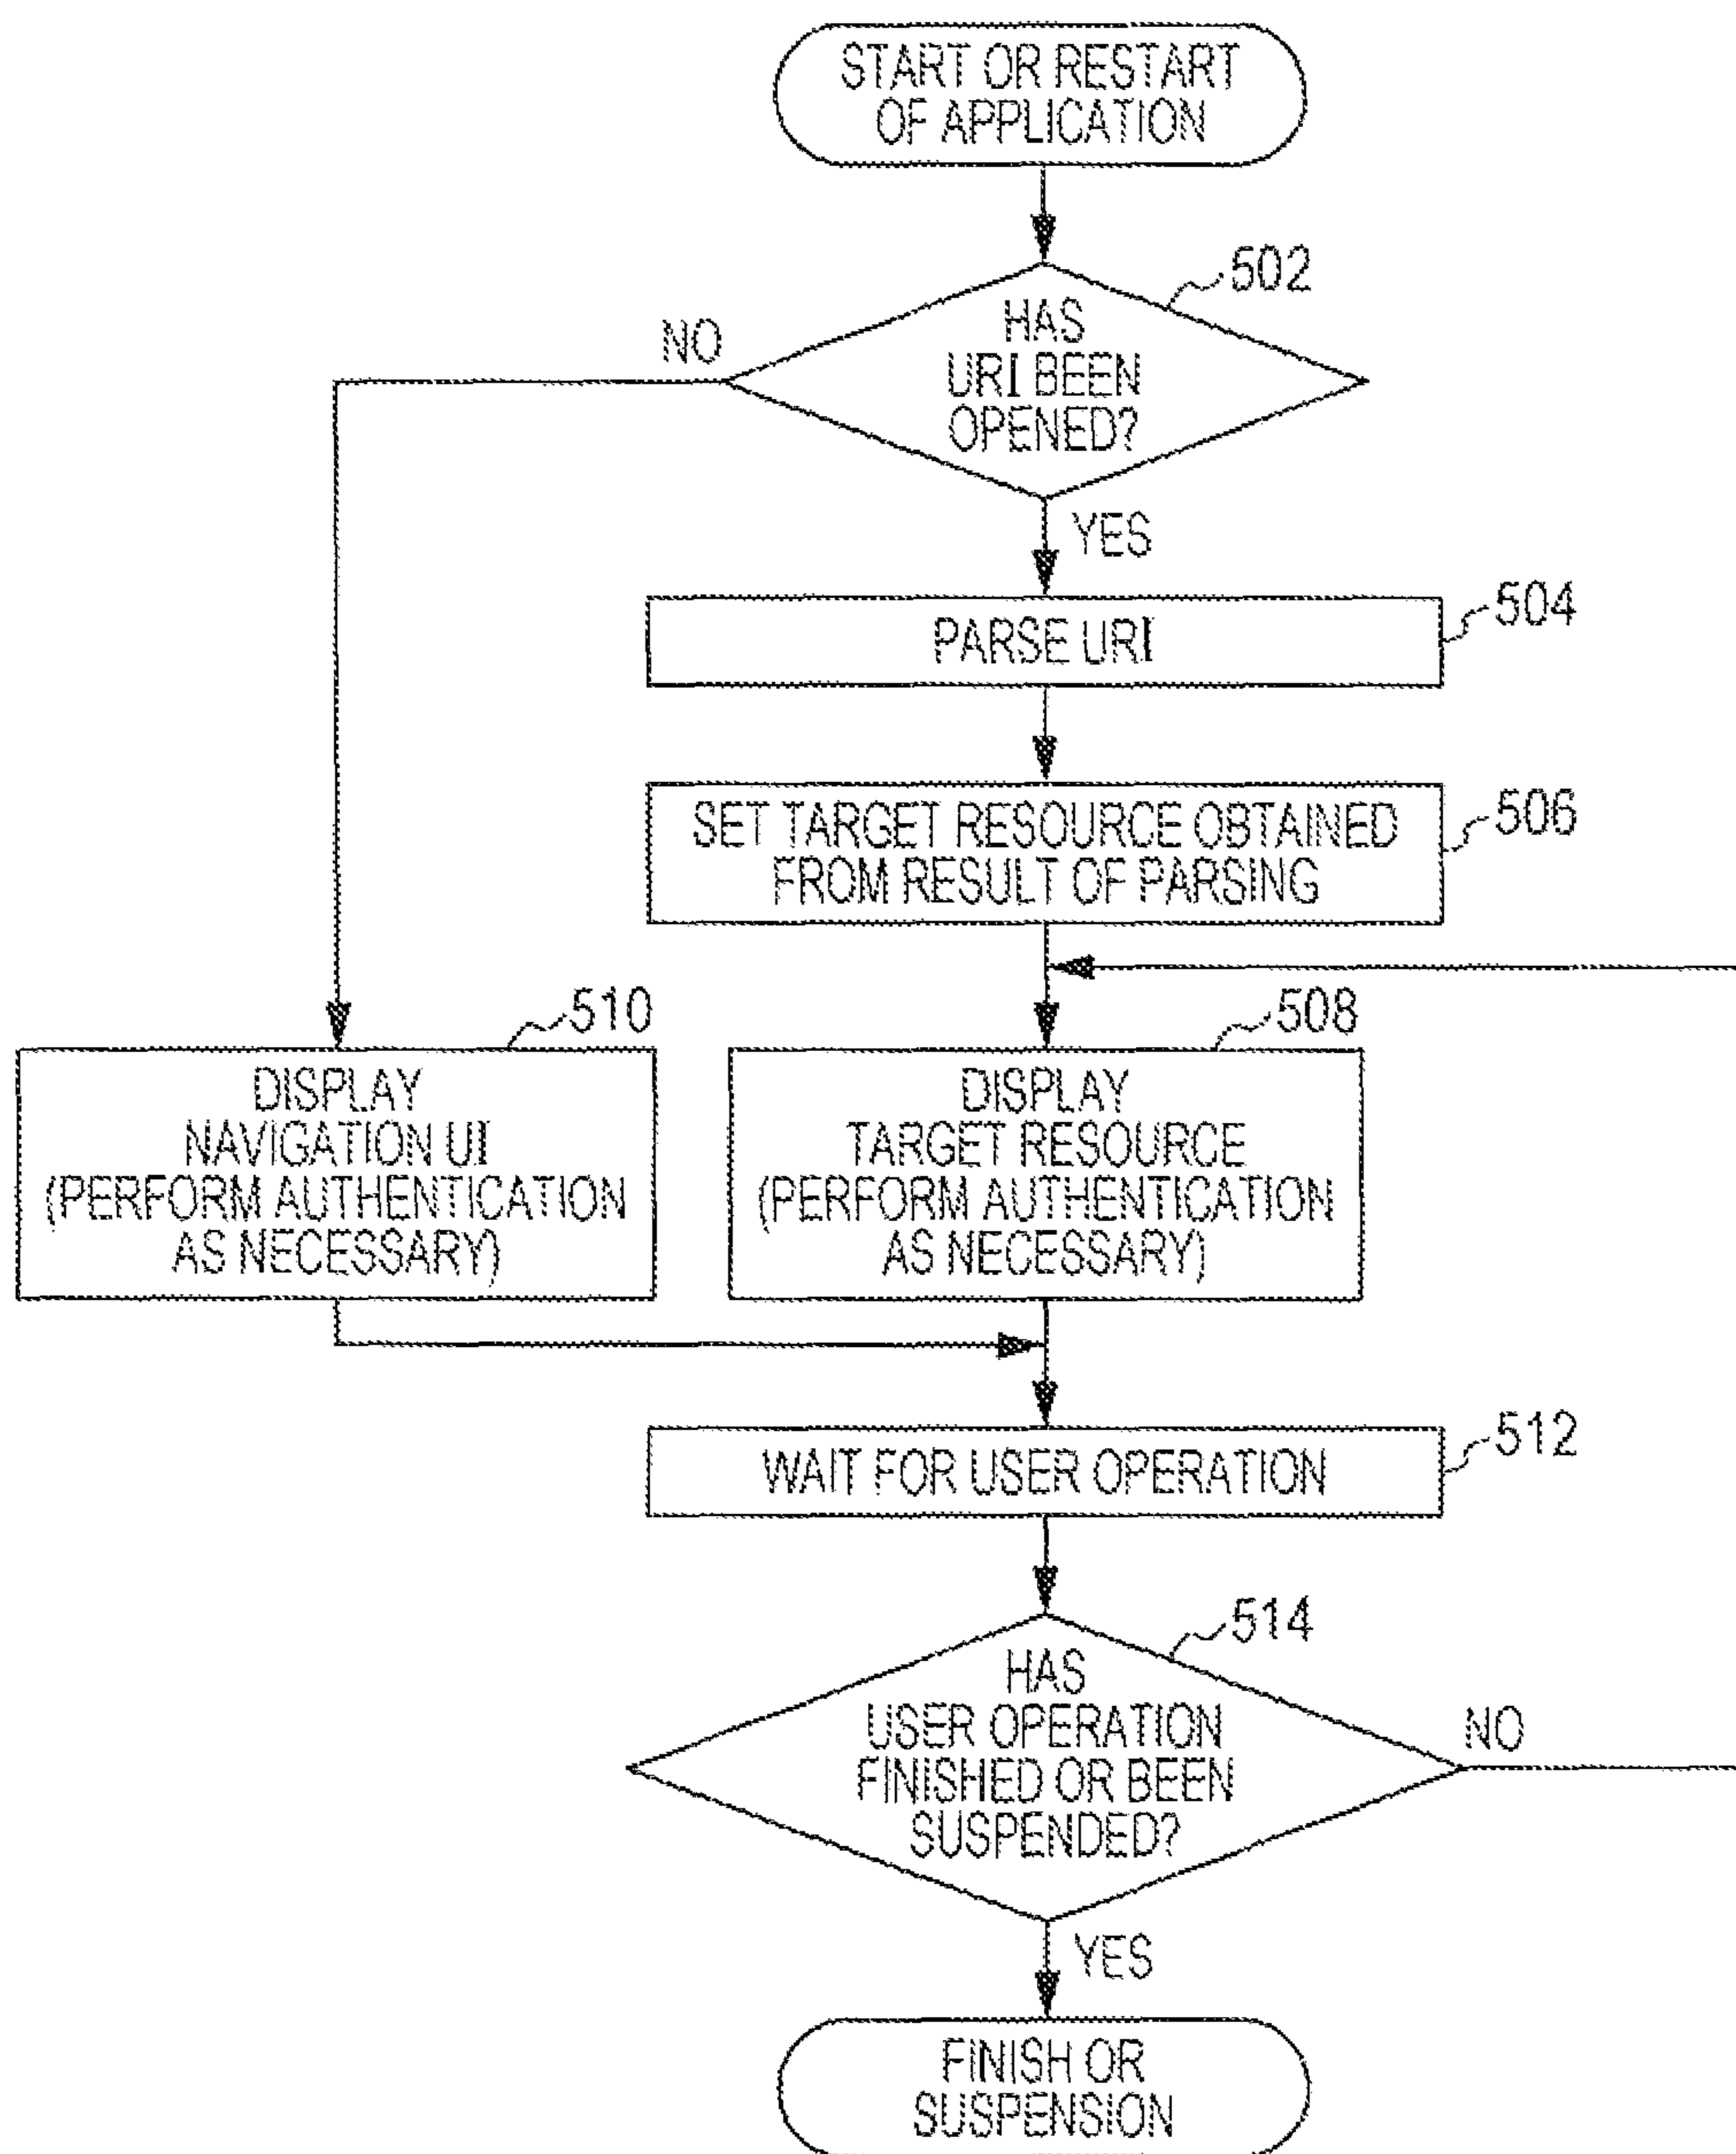 START OR RESTART
OF APPLICATION
502
HAS
URI BEEN
OPENED?
NO
YES
504
PARSE URI
506
SET TARGET RESOURCE OBTAINED
FROM RESULT OF PARSING
510
DISPLAY
NAVIGATION UI
(PERFORM AUTHENTICATION
AS NECESSARY)
508
DISPLAY
TARGET RESOURCE
(PERFORM AUTHENTICATION
AS NECESSARY)
512
WAIT FOR USER OPERATION
514
HAS
USER OPERATION
FINISHED OR BEEN
SUSPENDED?
NO
YES
FINISH OR
SUSPENSION